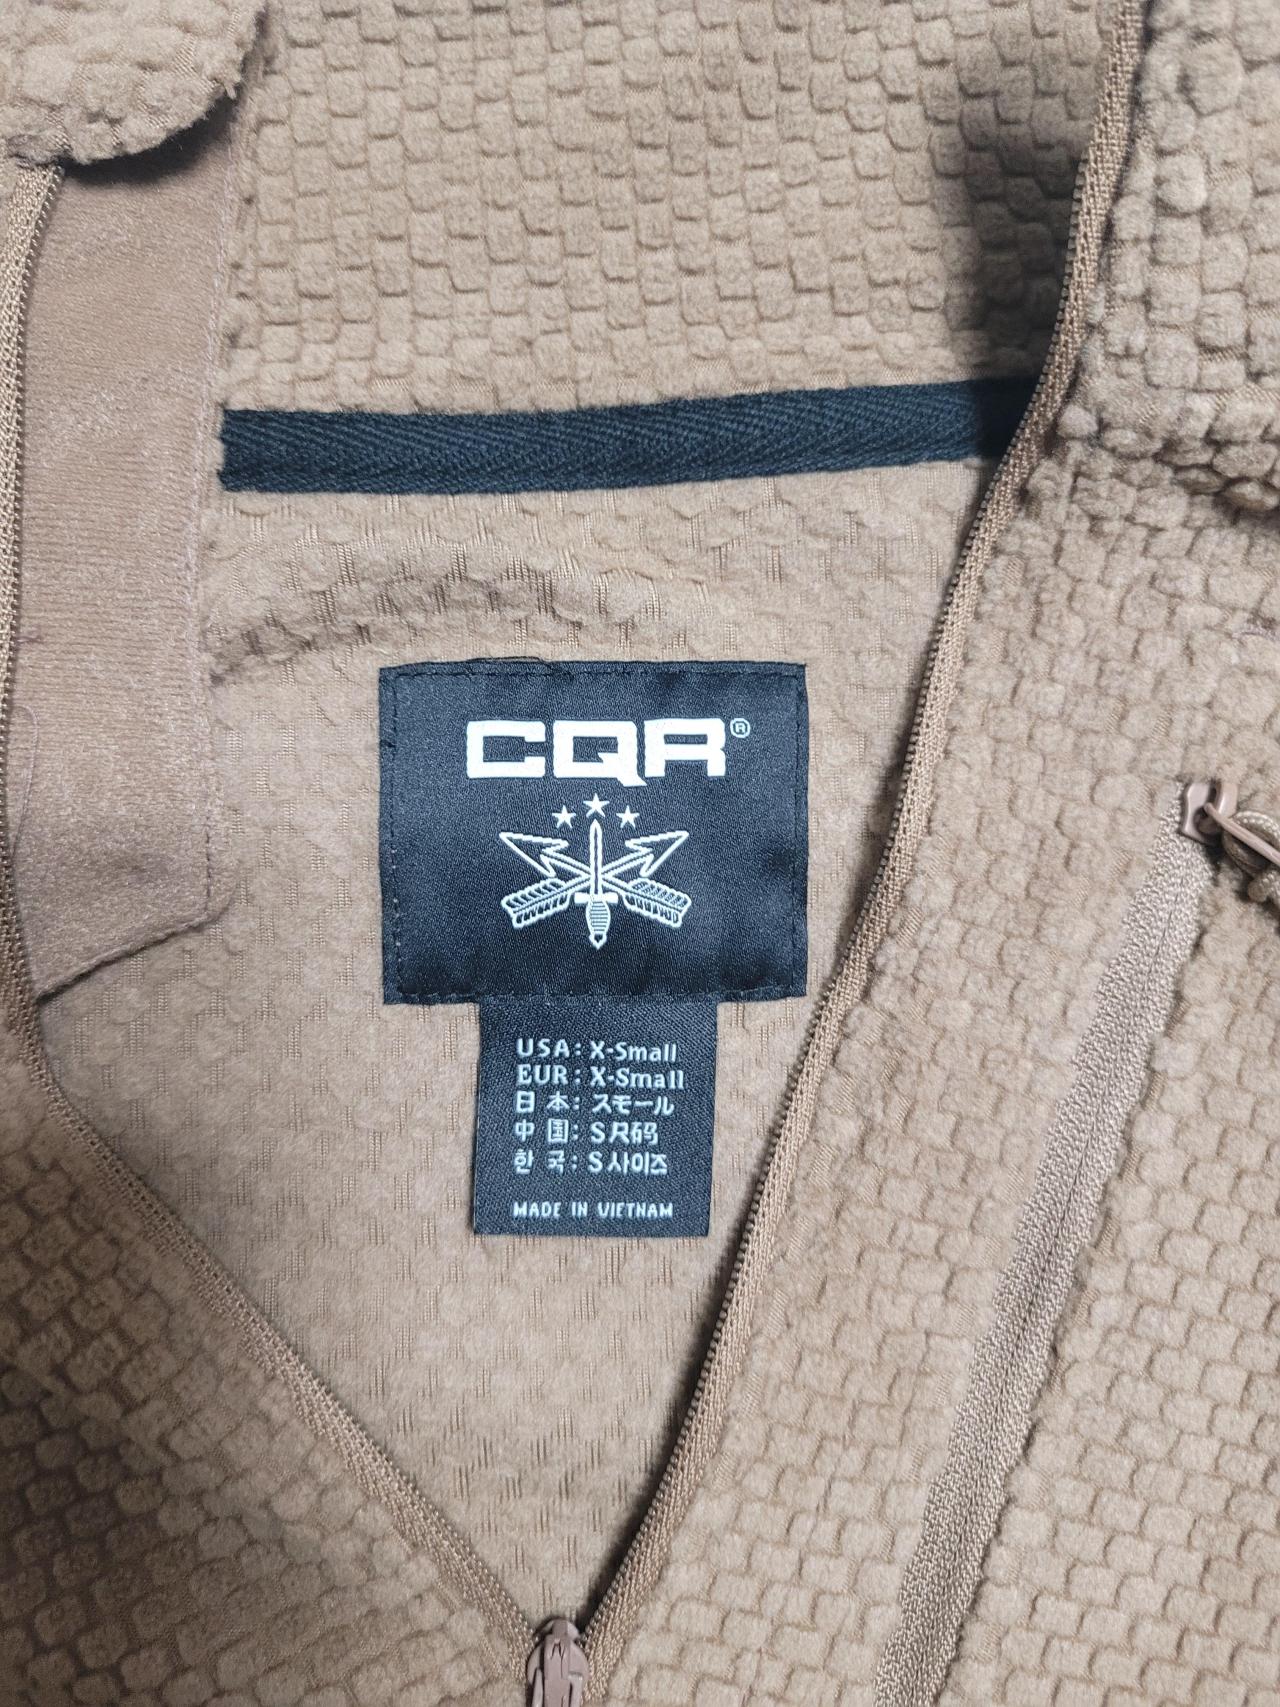 CQR®
USA: X-Small
EUR: X-Small
日本: スモール
中国: S尺码
한국: S사이즈
MADE IN VIETNAM